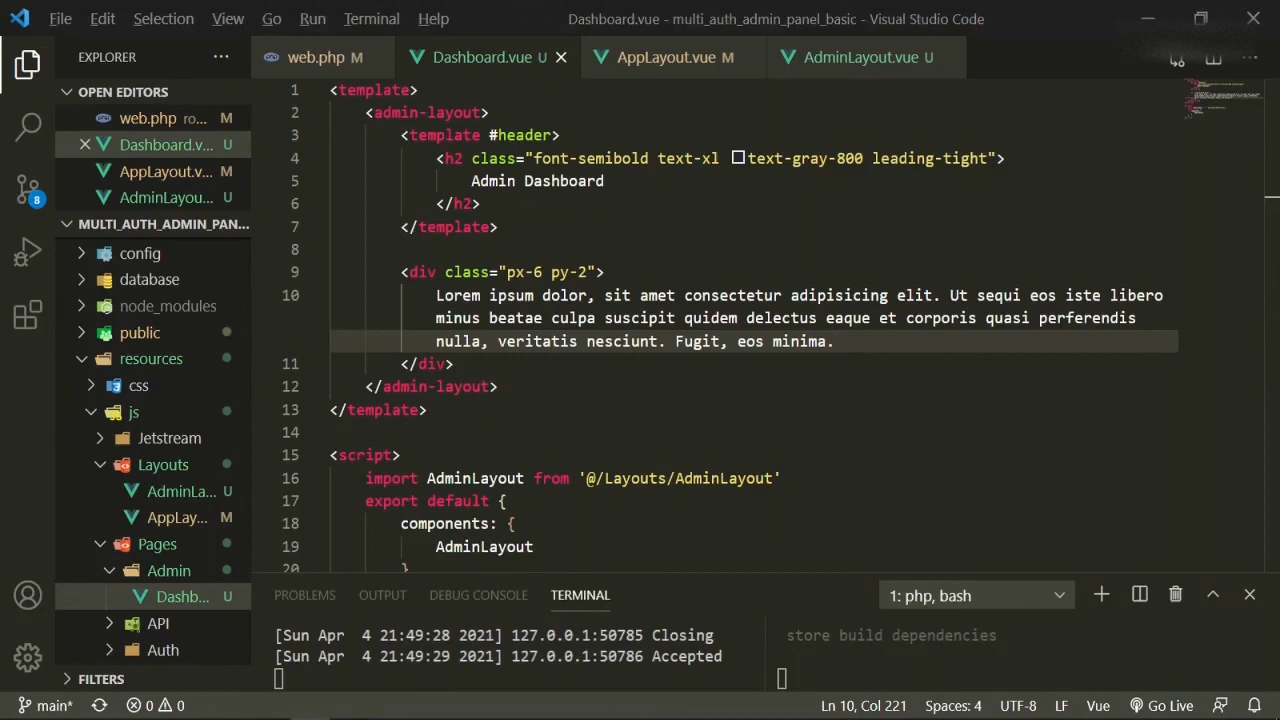 File Edit Selection View Go Run Terminal Help Dashboard.vue - multi_auth_admin_panel_basic - Visual Studio Code
EXPLORER ...
web.php M Dashboard.vue U AppLayout.vue M AdminLayout.vue U
OPEN EDITORS
web.php ro... M
Dashboard.v... U
AppLayout.v... M
AdminLayou... U
MULTI_AUTH_ADMIN_PAN...
config
database
node_modules
public
resources
css
js
Jetstream
Layouts
AdminLa... U
AppLay... M
Pages
Admin
Dashb... U
API
Auth
FILTERS
8
1 <template>
2 <admin-layout>
3 <template #header>
4 <h2 class="font-semibold text-xl text-gray-800 leading-tight">
5 Admin Dashboard
6 </h2>
7 </template>
8
9 <div class="px-6 py-2">
10 Lorem ipsum dolor, sit amet consectetur adipisicing elit. Ut sequi eos iste libero
minus beatae culpa suscipit quidem delectus eaque et corporis quasi perferendis
nulla, veritatis nesciunt. Fugit, eos minima.
11 </div>
12 </admin-layout>
13 </template>
14
15 <script>
16 import AdminLayout from '@/Layouts/AdminLayout'
17 export default {
18 components: {
19 AdminLayout
20 }
PROBLEMS OUTPUT DEBUG CONSOLE TERMINAL 1: php, bash
[Sun Apr 4 21:49:28 2021] 127.0.0.1:50785 Closing
[Sun Apr 4 21:49:29 2021] 127.0.0.1:50786 Accepted
store build dependencies
main* 0 0 Ln 10, Col 221 Spaces: 4 UTF-8 LF Vue Go Live